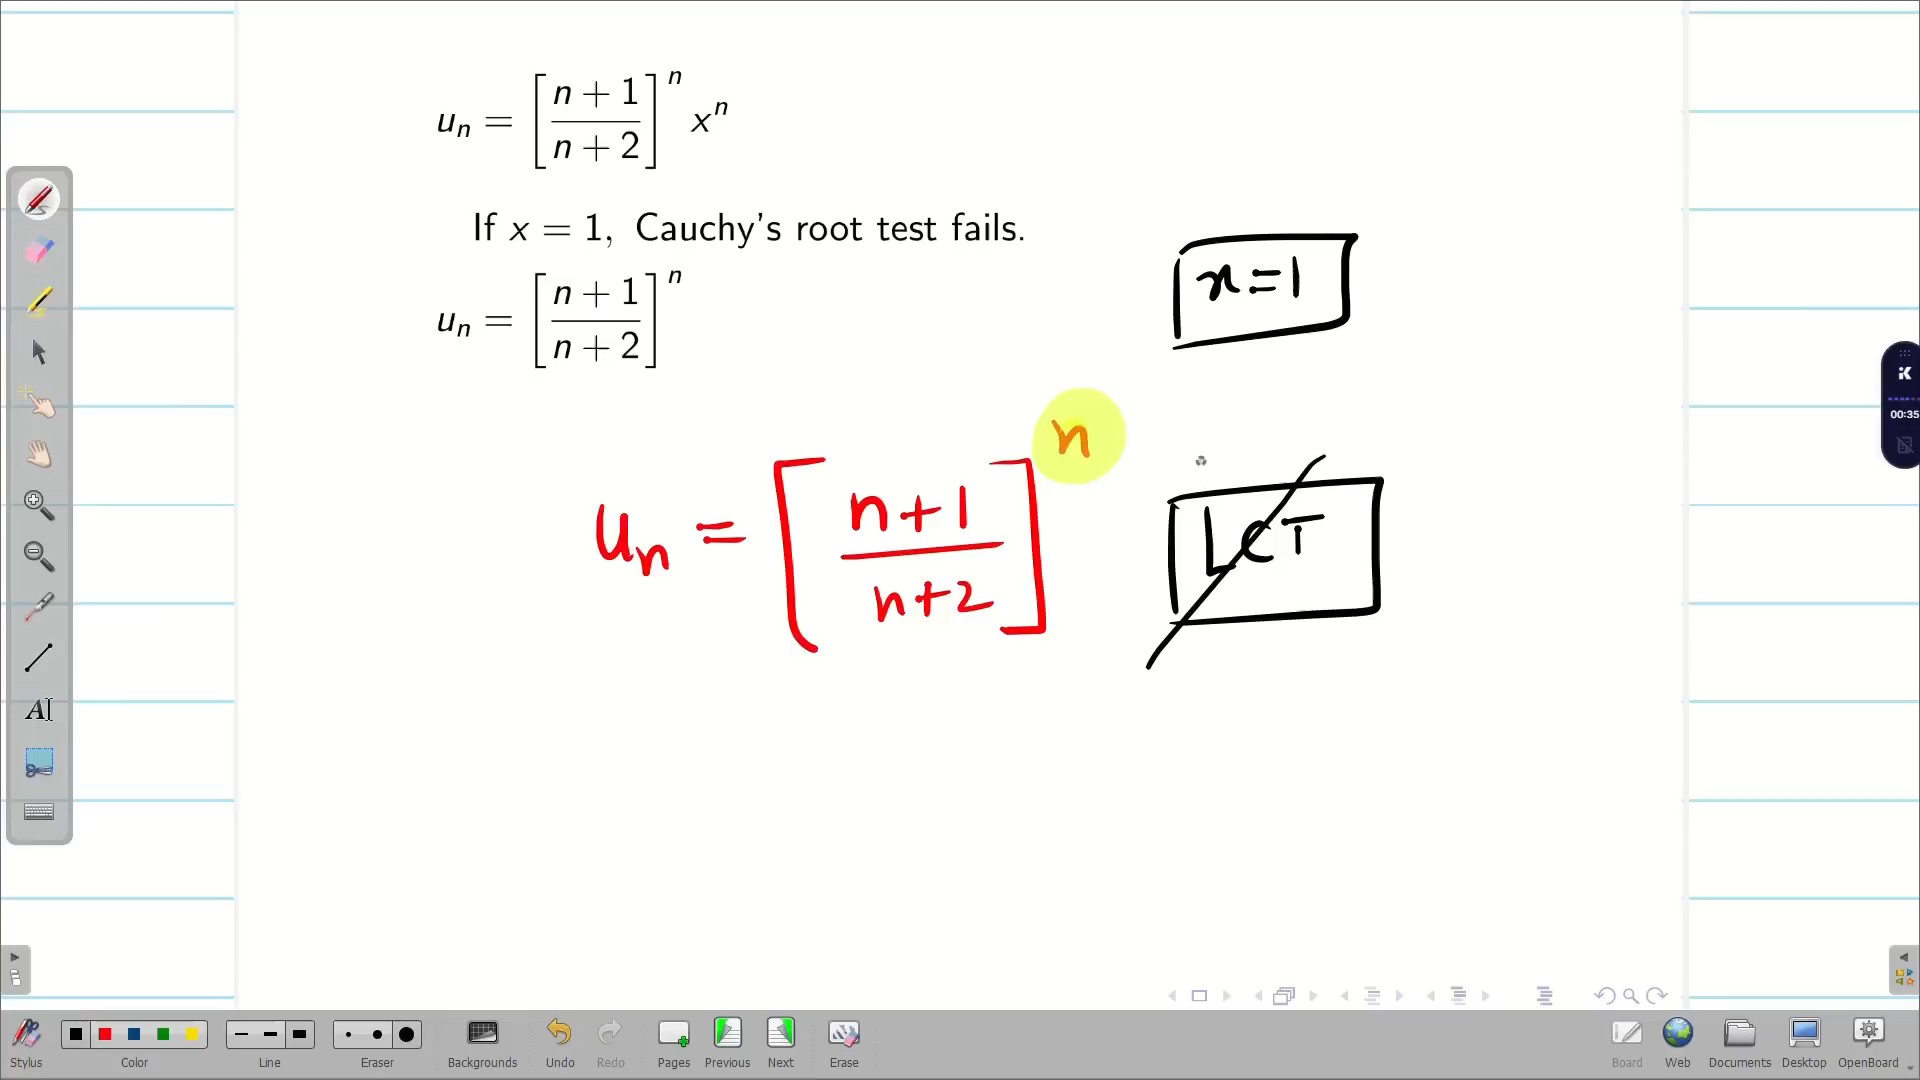 u_n = [ (n + 1)/(n + 2) ]^n x^n
If x = 1, Cauchy's root test fails.
u_n = [ (n + 1)/(n + 2) ]^n
x = 1
u_n = [ (n+1)/(n+2) ]^n
LCT
00:35
Stylus
Color
Line
Eraser
Backgrounds
Undo
Redo
Pages
Previous
Next
Erase
Board
Web
Documents
Desktop
OpenBoard